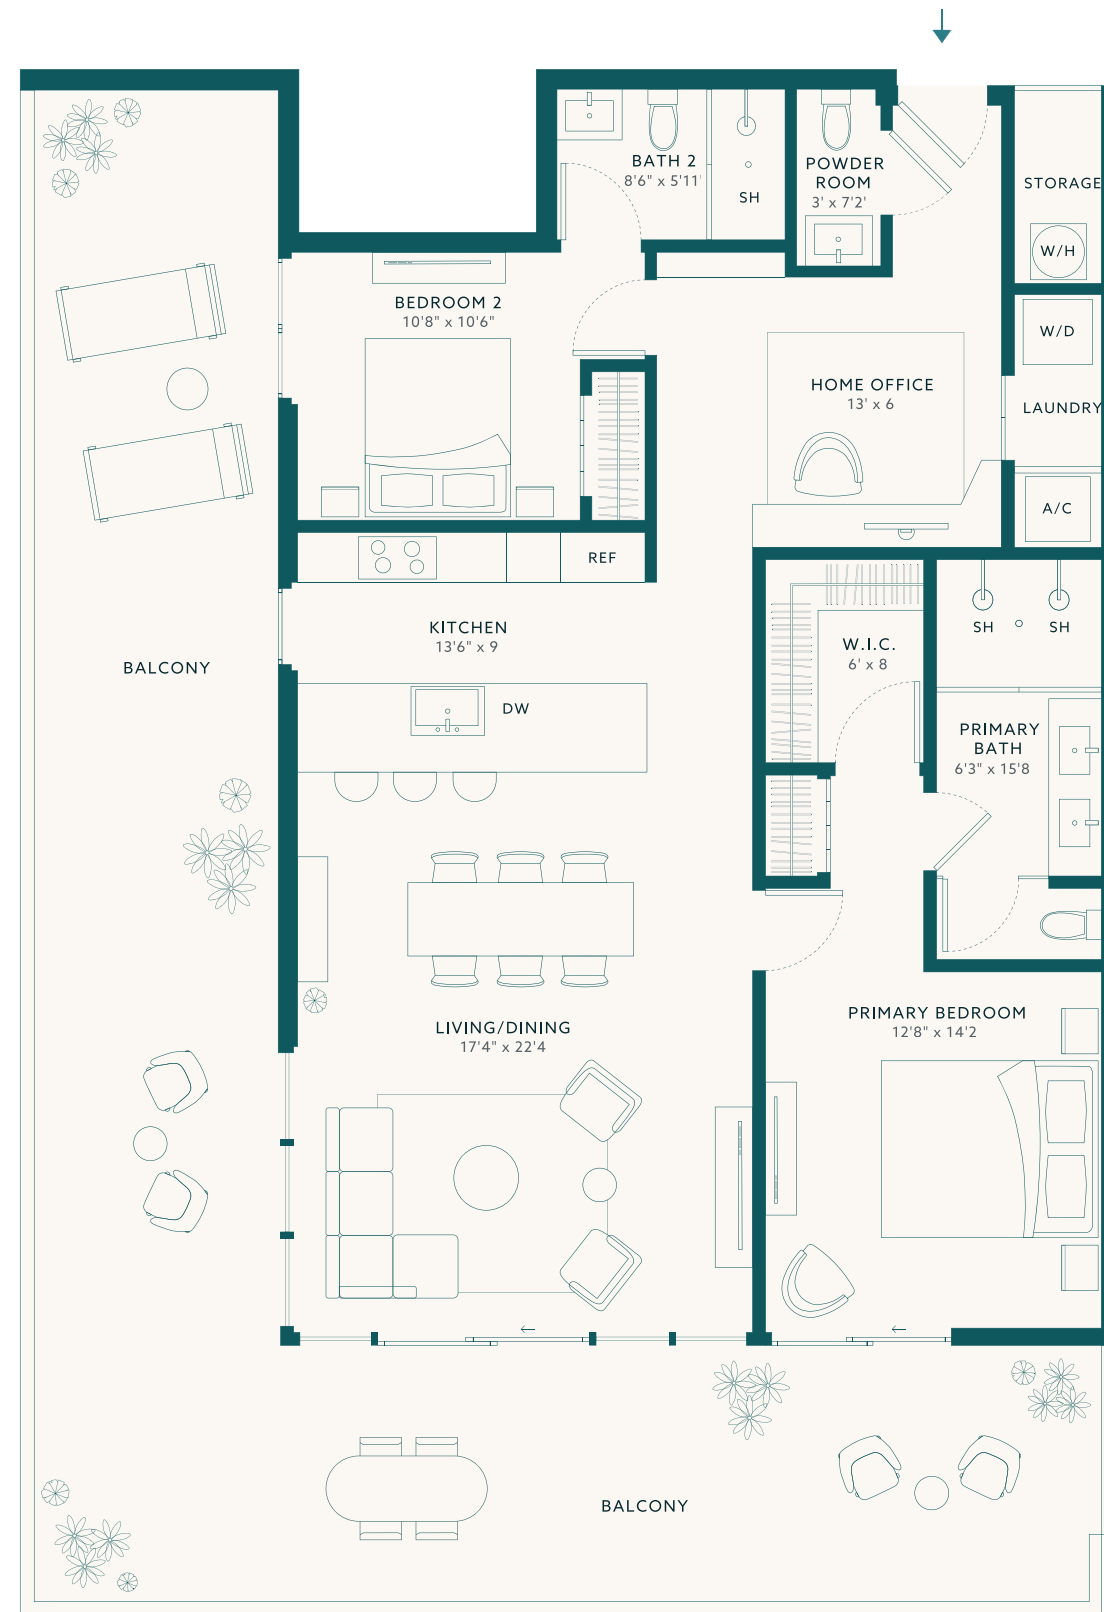 BATH 2
8'6" x 5'11'
SH
POWDER
ROOM
3' x 7'2'
STORAGE
W/H
BEDROOM 2
10'8" x 10'6"
W/D
HOME OFFICE
13' x 6
LAUNDRY
A/C
REF
KITCHEN
13'6" x 9
SH
SH
W.I.C.
6' x 8
BALCONY
DW
PRIMARY
BATH
6'3" x 15'8
LIVING/DINING
17'4" x 22'4
PRIMARY BEDROOM
12'8" x 14'2
BALCONY